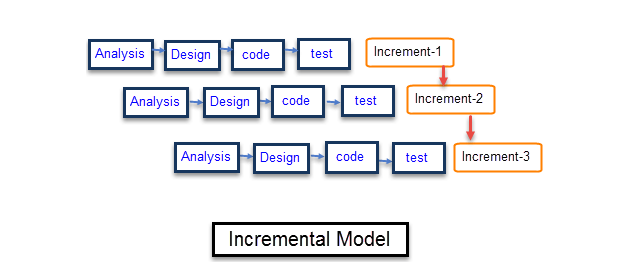 Analysis Design code test Increment-1
Analysis Design code test Increment-2
Analysis Design code test Increment-3
Incremental Model